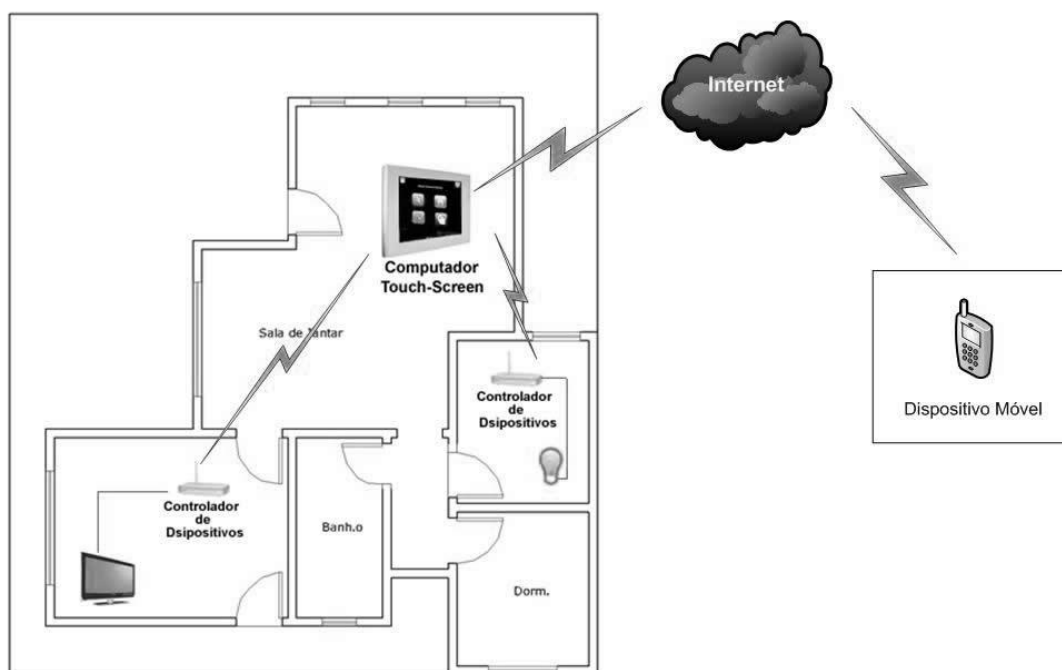 Internet
Computador
Touch-Screen
Sala de Jantar
Controlador
de
Dsipositivos
Dispositivo Móvel
Controlador
de
Dsipositivos
Banh.o
Dorm.